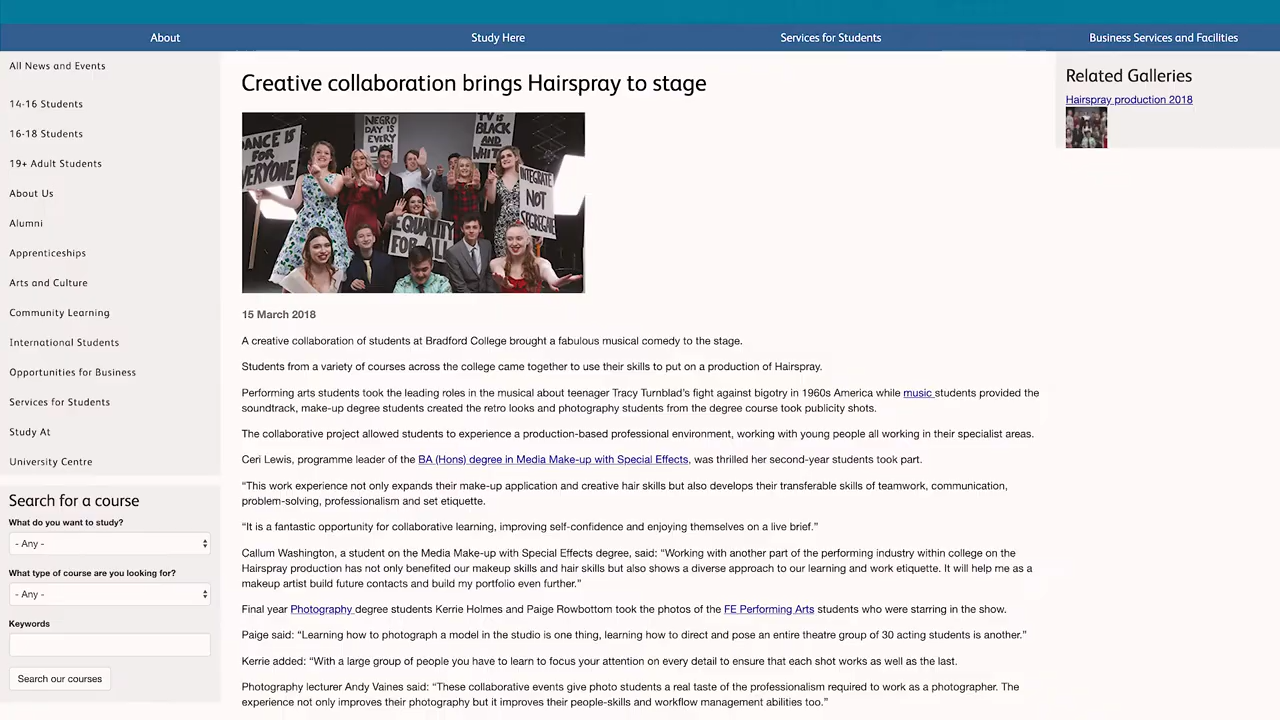 About
Study Here
Services for Students
Business Services and Facilities
All News and Events
14-16 Students
16-18 Students
19+ Adult Students
About Us
Alumni
Apprenticeships
Arts and Culture
Community Learning
International Students
Opportunities for Business
Services for Students
Study At
University Centre
Search for a course
What do you want to study?
- Any -
What type of course are you looking for?
- Any -
Keywords
Search our courses
Creative collaboration brings Hairspray to stage
DANCE IS
FOR
EVERYONE
NEGRO
DAY IS
EVERY
DAY
TV IS
BLACK
AND
WHITE
INTEGRATE
NOT
SEGREGATE
EQUALITY
FOR ALL
15 March 2018
A creative collaboration of students at Bradford College brought a fabulous musical comedy to the stage.
Students from a variety of courses across the college came together to use their skills to put on a production of Hairspray.
Performing arts students took the leading roles in the musical about teenager Tracy Turnblad's fight against bigotry in 1960s America while music students provided the
soundtrack, make-up degree students created the retro looks and photography students from the degree course took publicity shots.
The collaborative project allowed students to experience a production-based professional environment, working with young people all working in their specialist areas.
Ceri Lewis, programme leader of the BA (Hons) degree in Media Make-up with Special Effects, was thrilled her second-year students took part.
“This work experience not only expands their make-up application and creative hair skills but also develops their transferable skills of teamwork, communication,
problem-solving, professionalism and set etiquette.
“It is a fantastic opportunity for collaborative learning, improving self-confidence and enjoying themselves on a live brief.”
Callum Washington, a student on the Media Make-up with Special Effects degree, said: “Working with another part of the performing industry within college on the
Hairspray production has not only benefited our makeup skills and hair skills but also shows a diverse approach to our learning and work etiquette. It will help me as a
makeup artist build future contacts and build my portfolio even further.”
Final year Photography degree students Kerrie Holmes and Paige Rowbottom took the photos of the FE Performing Arts students who were starring in the show.
Paige said: “Learning how to photograph a model in the studio is one thing, learning how to direct and pose an entire theatre group of 30 acting students is another.”
Kerrie added: “With a large group of people you have to learn to focus your attention on every detail to ensure that each shot works as well as the last.
Photography lecturer Andy Vaines said: “These collaborative events give photo students a real taste of the professionalism required to work as a photographer. The
experience not only improves their photography but it improves their people-skills and workflow management abilities too.”
Related Galleries
Hairspray production 2018